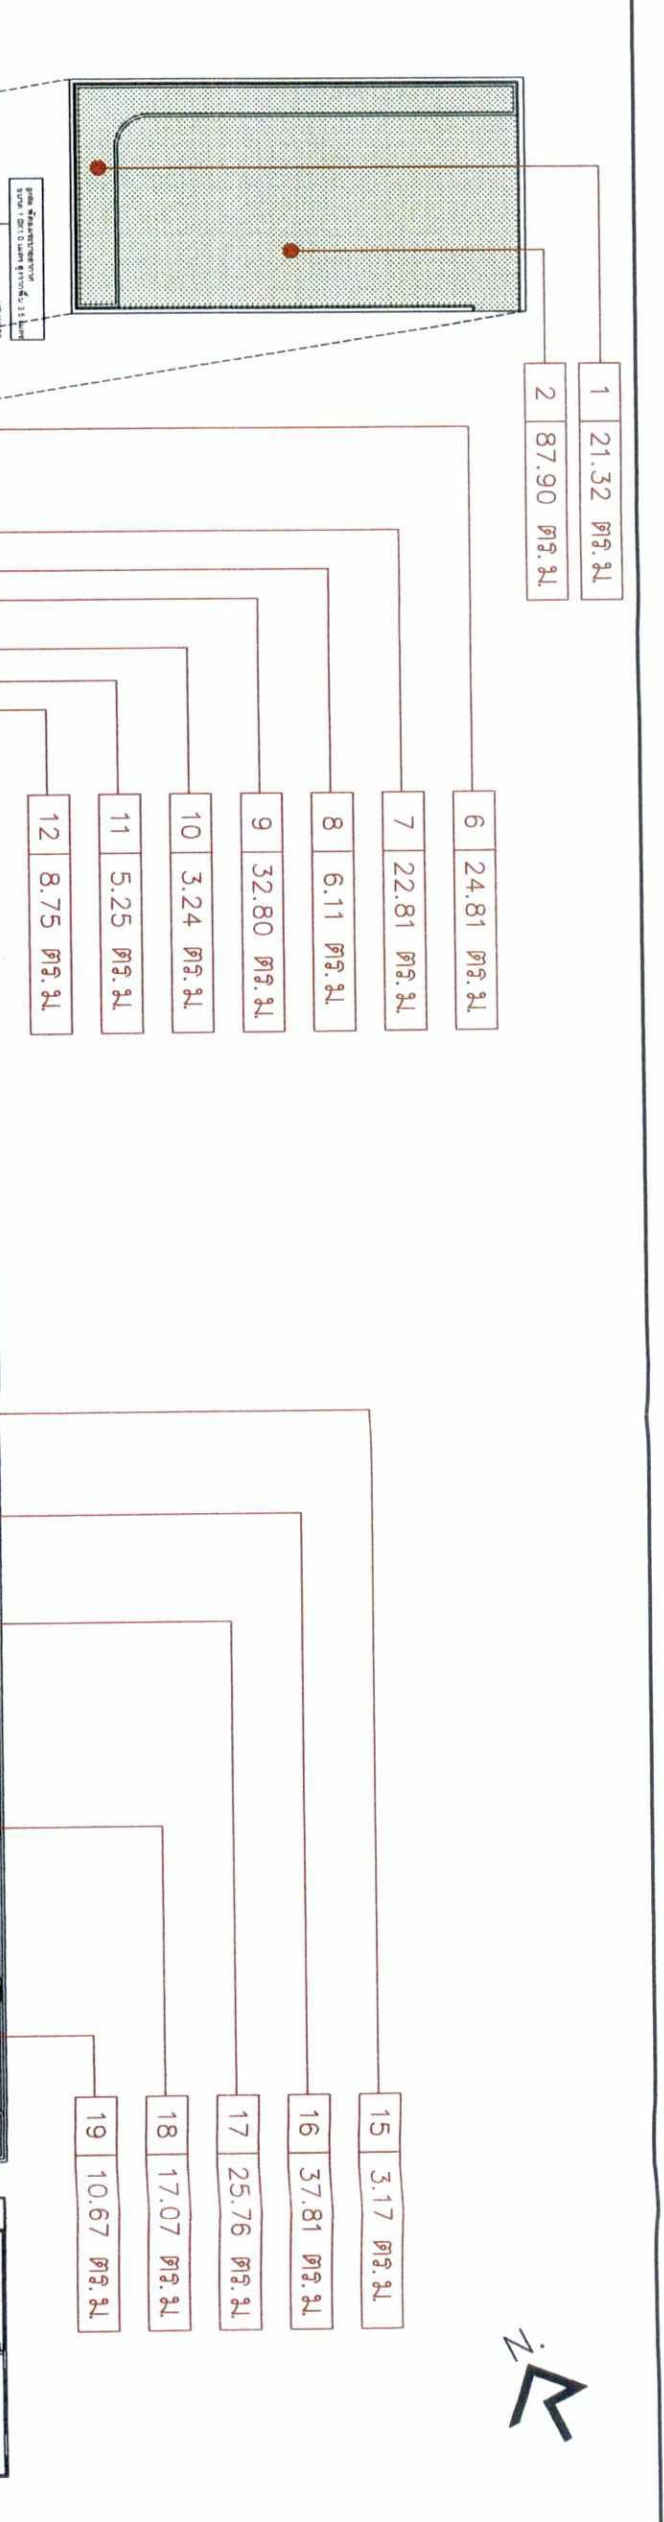 1 21.32 ตร.ม.
2 87.90 ตร.ม.
6 24.81 ตร.ม.
7 22.81 ตร.ม.
8 6.11 ตร.ม.
9 32.80 ตร.ม.
10 3.24 ตร.ม.
11 5.25 ตร.ม.
12 8.75 ตร.ม.
15 3.17 ตร.ม.
16 37.81 ตร.ม.
17 25.76 ตร.ม.
18 17.07 ตร.ม.
19 10.67 ตร.ม.
N.